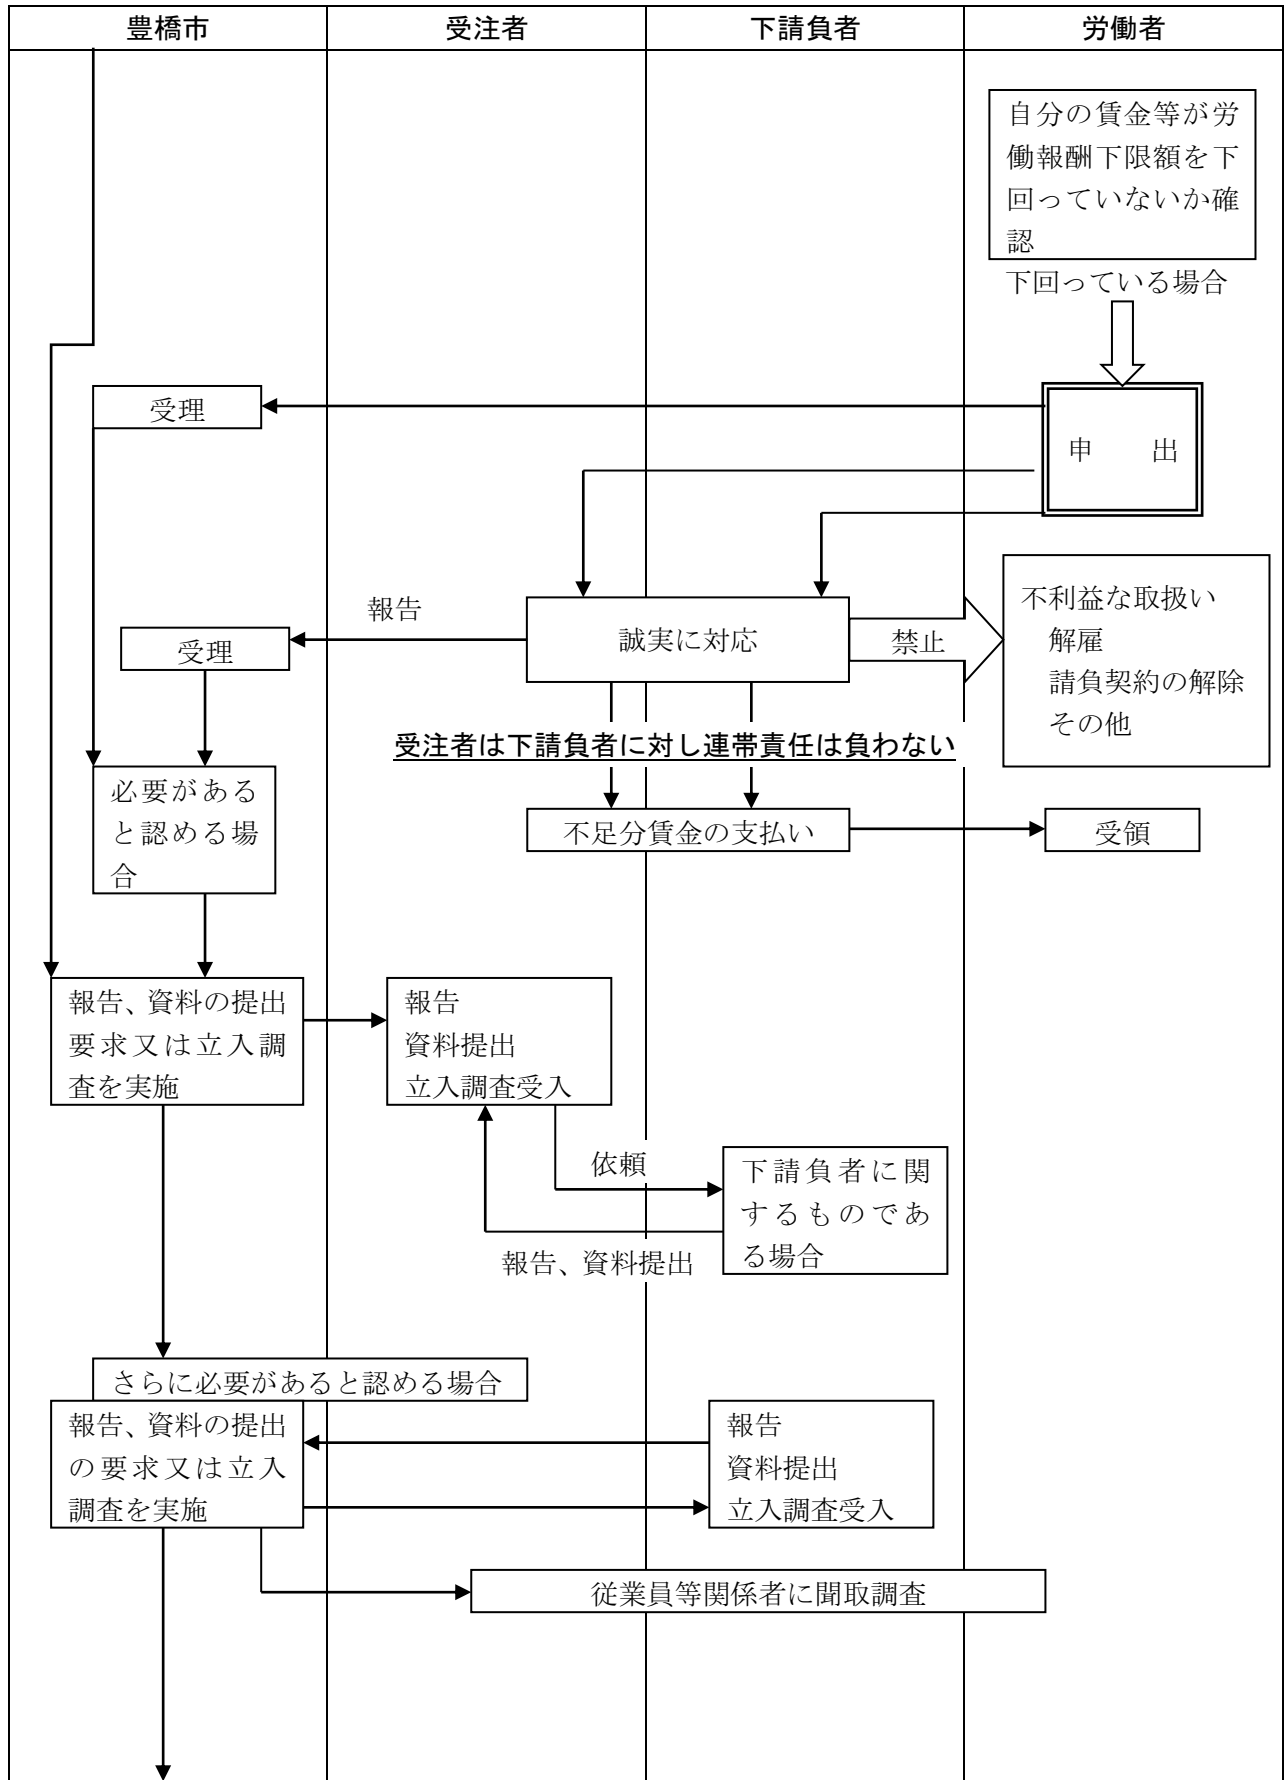 豊橋市
受注者
下請負者
労働者
自分の賃金等が労
働報酬下限額を下
回っていないか確
認
下回っている場合
受理
申　出
報告
受理
誠実に対応
禁止
不利益な取扱い
解雇
請負契約の解除
その他
受注者は下請負者に対し連帯責任は負わない
必要がある
と認める場
合
不足分賃金の支払い
受領
報告、資料の提出
要求又は立入調
査を実施
報告
資料提出
立入調査受入
依頼
下請負者に関
するものであ
る場合
報告、資料提出
さらに必要があると認める場合
報告、資料の提出
の要求又は立入
調査を実施
報告
資料提出
立入調査受入
従業員等関係者に聞取調査